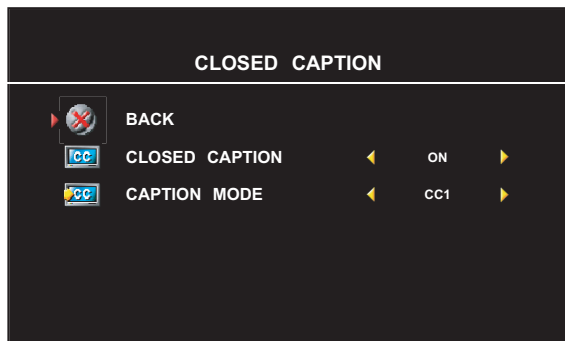 CLOSED CAPTION
BACK
CC CLOSED CAPTION ON
CC CAPTION MODE CC1